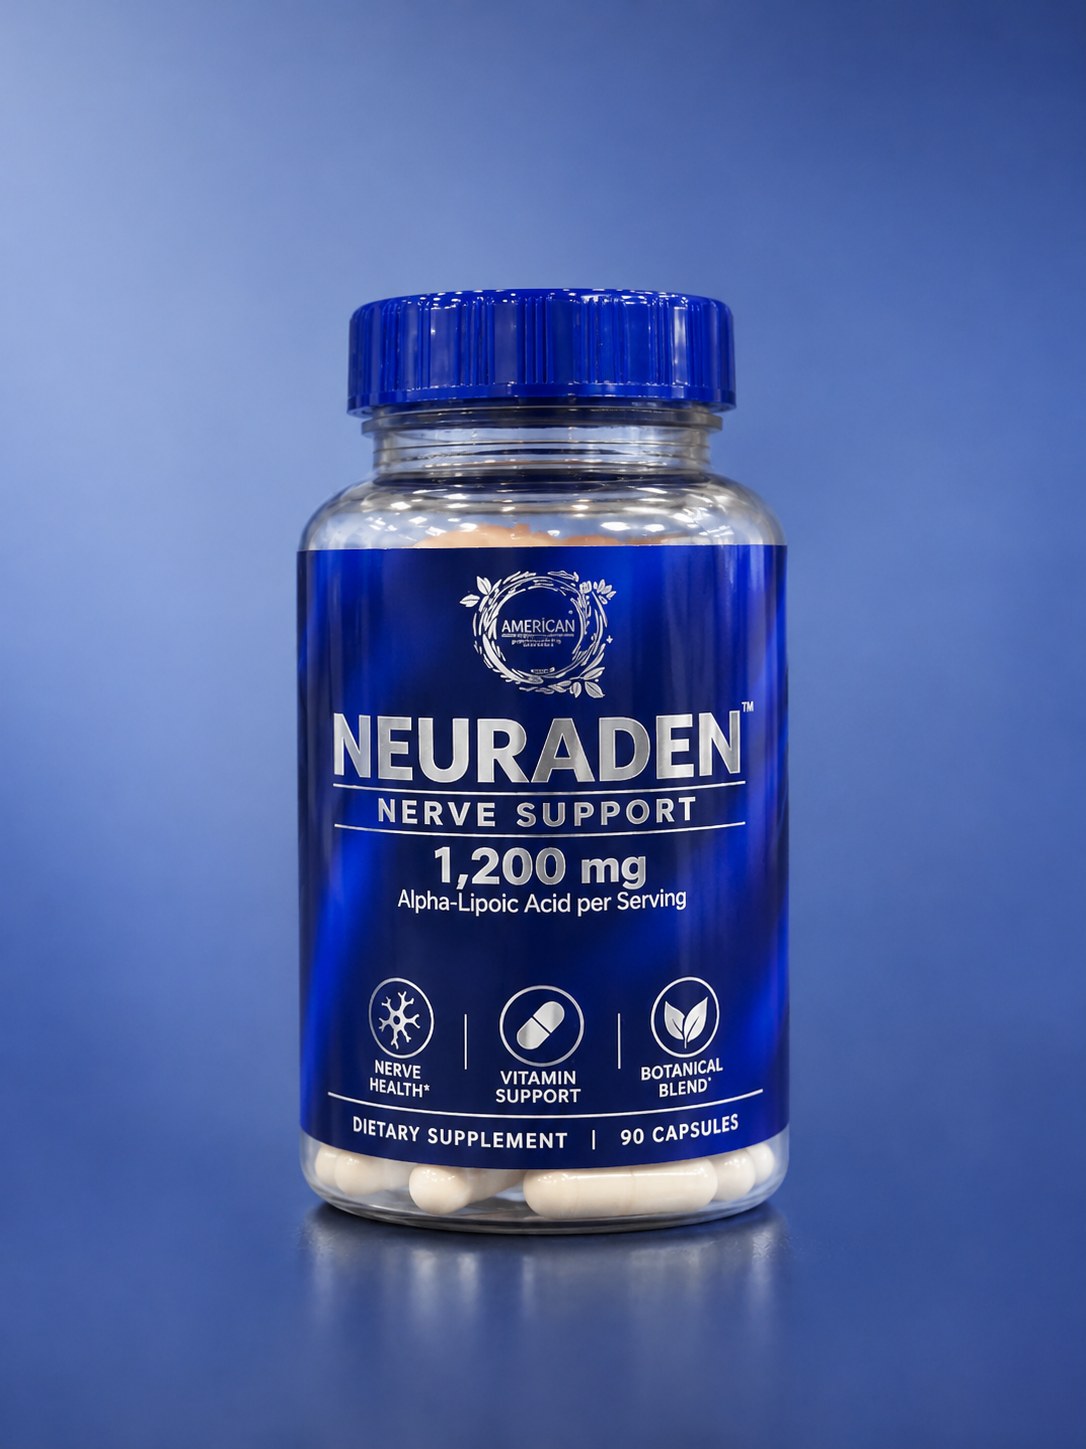 AMERICAN
NEURADEN™
NERVE SUPPORT
1,200 mg
Alpha-Lipoic Acid per Serving
NERVE
HEALTH*
VITAMIN
SUPPORT
BOTANICAL
BLEND*
DIETARY SUPPLEMENT | 90 CAPSULES